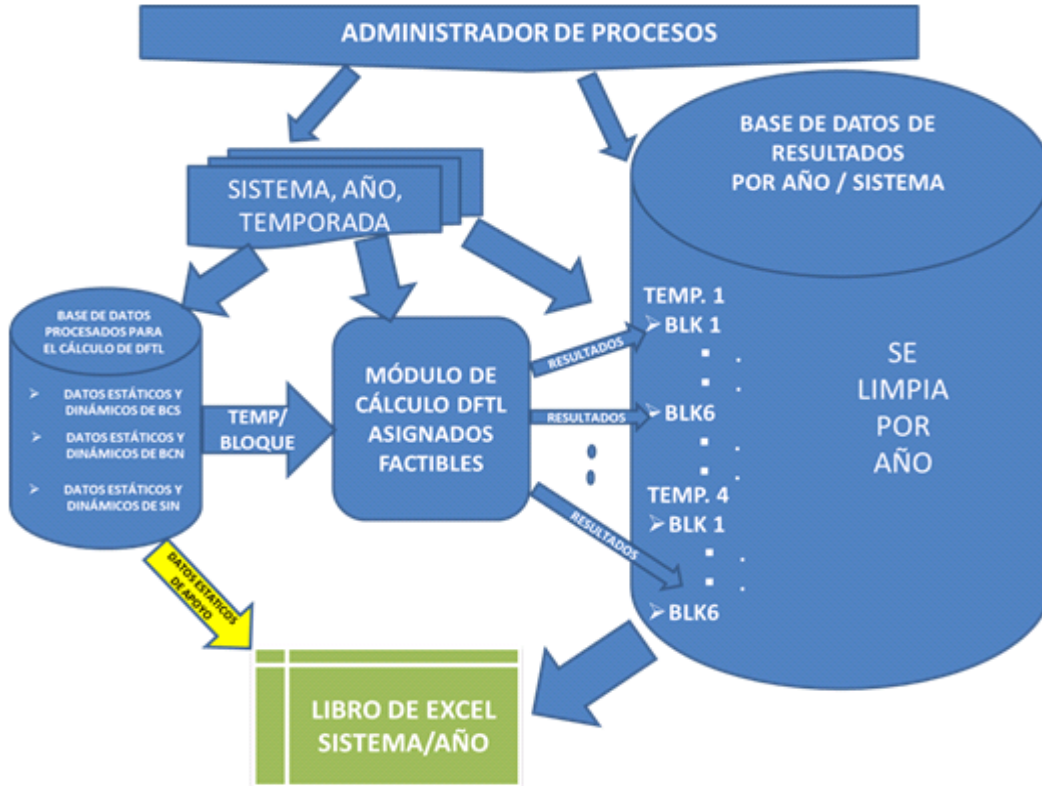 ADMINISTRADOR DE PROCESOS
BASE DE DATOS DE
RESULTADOS
POR AÑO / SISTEMA
SISTEMA, AÑO,
TEMPORADA
BASE DE DATOS
PROCESADOS PARA
EL CÁLCULO DE DFTL
➢ DATOS ESTÁTICOS Y
DINÁMICOS DE BCS
➢ DATOS ESTÁTICOS Y
DINÁMICOS DE BCN
➢ DATOS ESTÁTICOS Y
DINÁMICOS DE SIN
TEMP/
BLOQUE
MÓDULO DE
CÁLCULO DFTL
ASIGNADOS
FACTIBLES
RESULTADOS
RESULTADOS
RESULTADOS
TEMP. 1
➢ BLK 1
▪ .
▪ .
➢ BLK6
▪ .
▪ .
TEMP. 4
➢ BLK 1
▪ .
▪ .
➢ BLK6
SE
LIMPIA
POR
AÑO
DATOS ESTATICOS
DE APOYO
LIBRO DE EXCEL
SISTEMA/AÑO